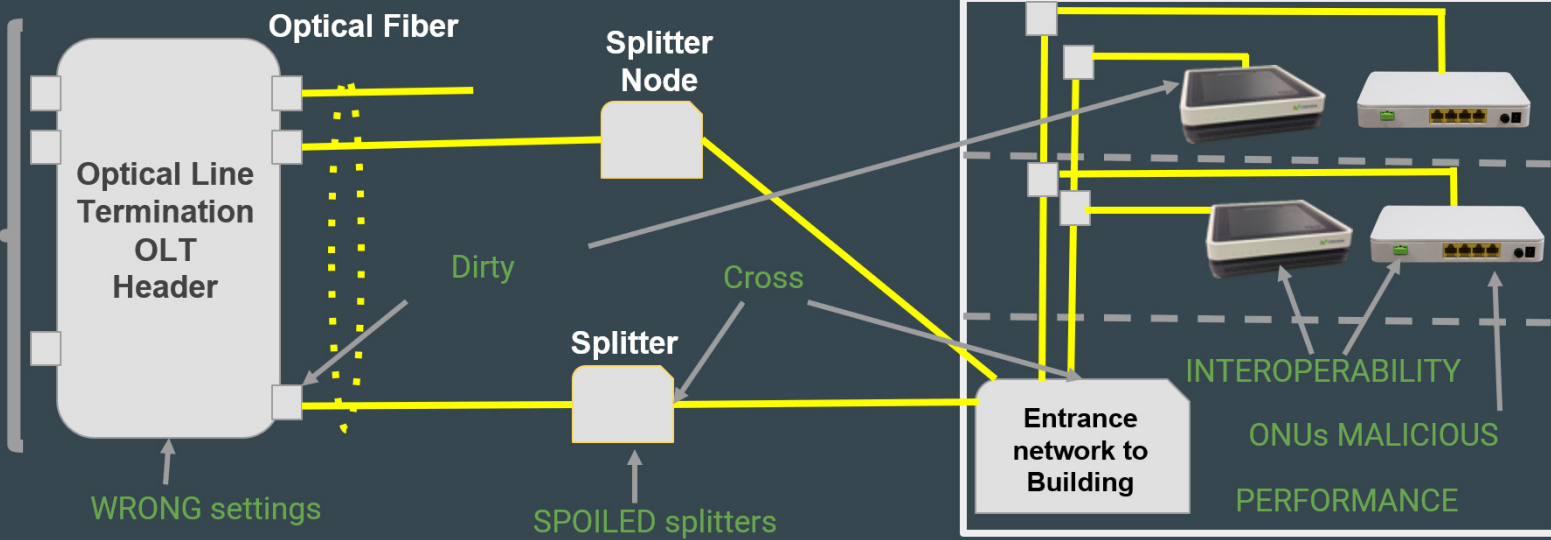 Optical Fiber
Splitter
Node
Optical Line
Termination
OLT
Header
Dirty
Cross
Splitter
INTEROPERABILITY
Entrance
network to
Building
ONUs MALICIOUS
WRONG settings
SPOILED splitters
PERFORMANCE